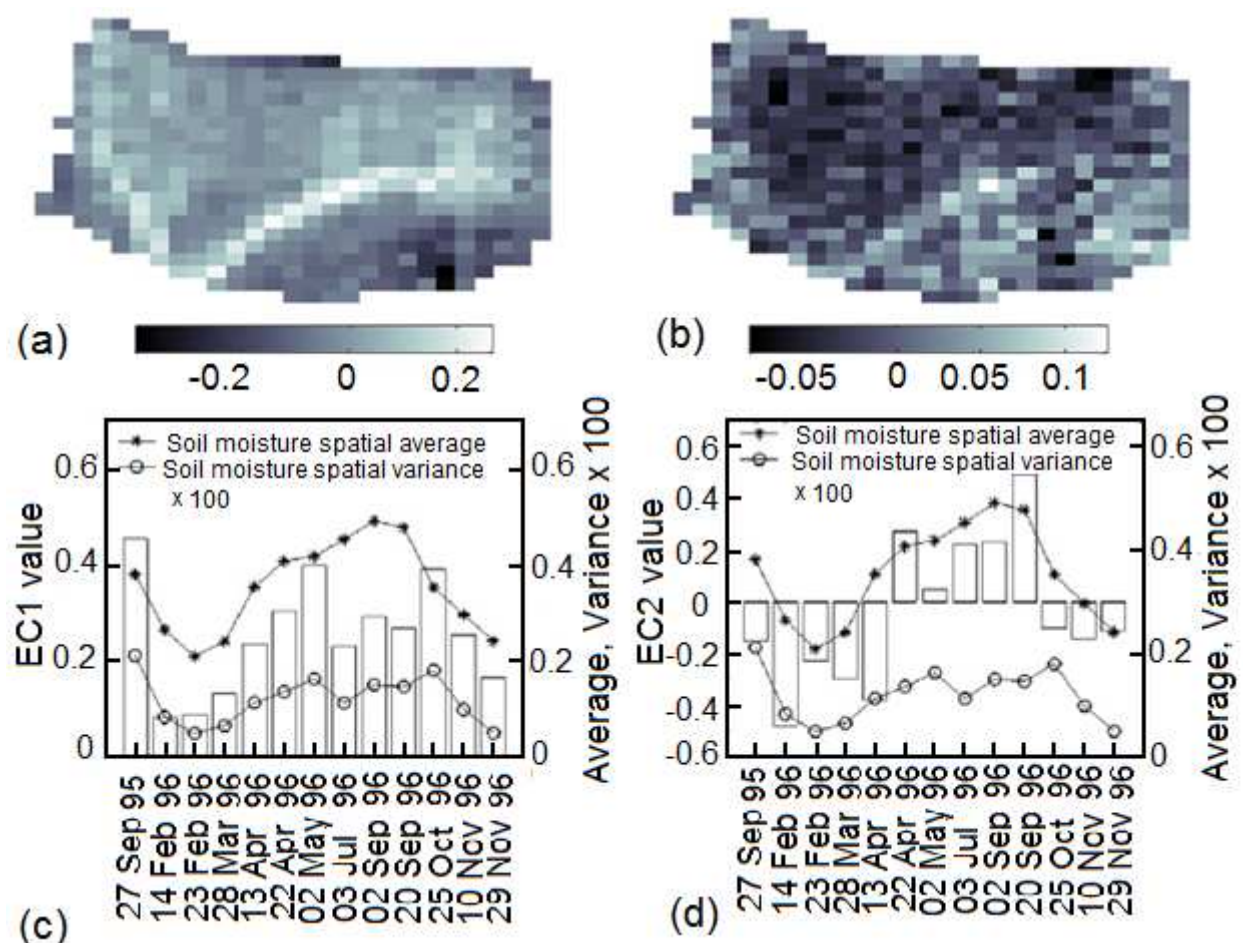 (a)
-0.2 0 0.2
(b)
-0.05 0 0.05 0.1
EC1 value
0.6
0.4
0.2
0
Soil moisture spatial average
Soil moisture spatial variance
x 100
0.6
0.4
0.2
0
Average, Variance x 100
27 Sep 95
14 Feb 96
23 Feb 96
28 Mar 96
13 Apr 96
22 Apr 96
02 May 96
03 Jul 96
02 Sep 96
20 Sep 96
25 Oct 96
10 Nov 96
29 Nov 96
(c)
EC2 value
0.6
0.4
0.2
0
-0.2
-0.4
-0.6
Soil moisture spatial average
Soil moisture spatial variance
x 100
0.6
0.4
0.2
0
Average, Variance x 100
27 Sep 95
14 Feb 96
23 Feb 96
28 Mar 96
13 Apr 96
22 Apr 96
02 May 96
03 Jul 96
02 Sep 96
20 Sep 96
25 Oct 96
10 Nov 96
29 Nov 96
(d)